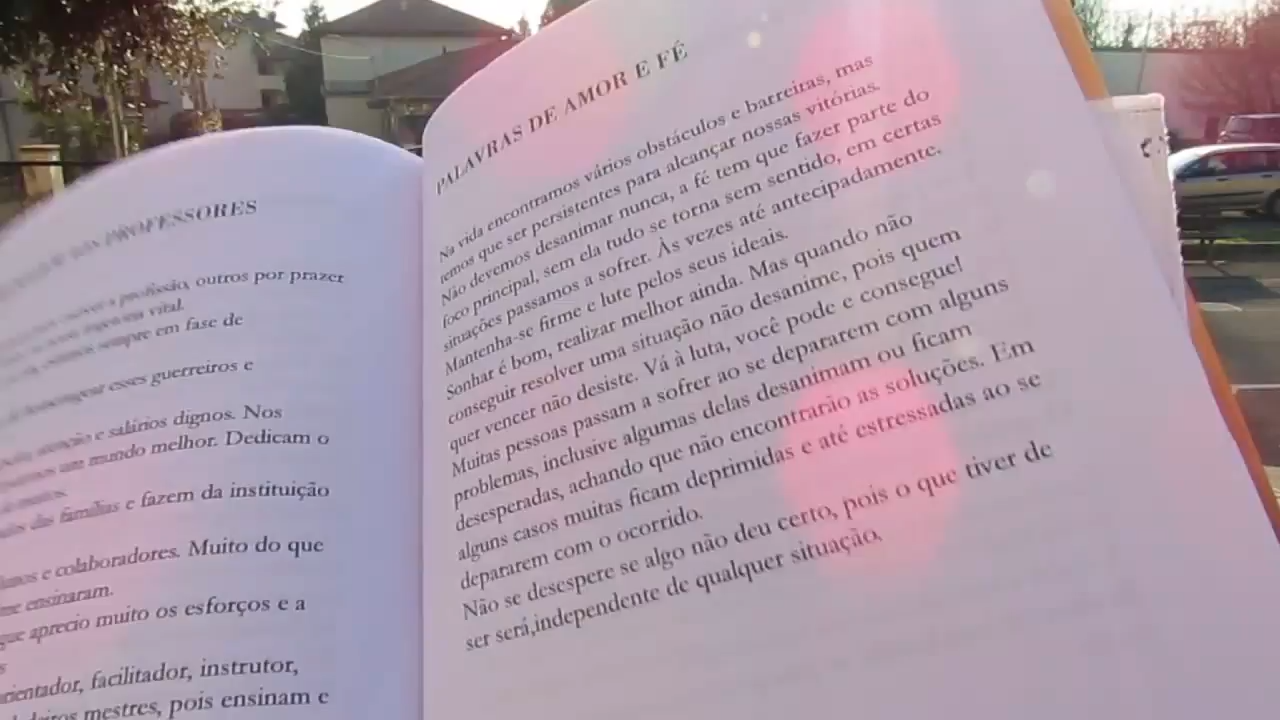 PROFESSORES
profissão, outros por prazer
vital.
sempre em fase de
homenagear esses guerreiros e
e salários dignos. Nos
um mundo melhor. Dedicam o
das famílias e fazem da instituição
e colaboradores. Muito do que
me ensinaram.
que aprecio muito os esforços e a
orientador, facilitador, instrutor,
mestres, pois ensinam e
PALAVRAS DE AMOR E FÉ
Na vida encontramos vários obstáculos e barreiras, mas
temos que ser persistentes para alcançar nossas vitórias.
Não devemos desanimar nunca, a fé tem que fazer parte do
foco principal, sem ela tudo se torna sem sentido, em certas
situações passamos a sofrer. Às vezes até antecipadamente.
Mantenha-se firme e lute pelos seus ideais.
Sonhar é bom, realizar melhor ainda. Mas quando não
conseguir resolver uma situação não desanime, pois quem
quer vencer não desiste. Vá à luta, você pode e consegue!
Muitas pessoas passam a sofrer ao se depararem com alguns
problemas, inclusive algumas delas desanimam ou ficam
desesperadas, achando que não encontrarão as soluções. Em
alguns casos muitas ficam deprimidas e até estressadas ao se
depararem com o ocorrido.
Não se desespere se algo não deu certo, pois o que tiver de
ser será,independente de qualquer situação.